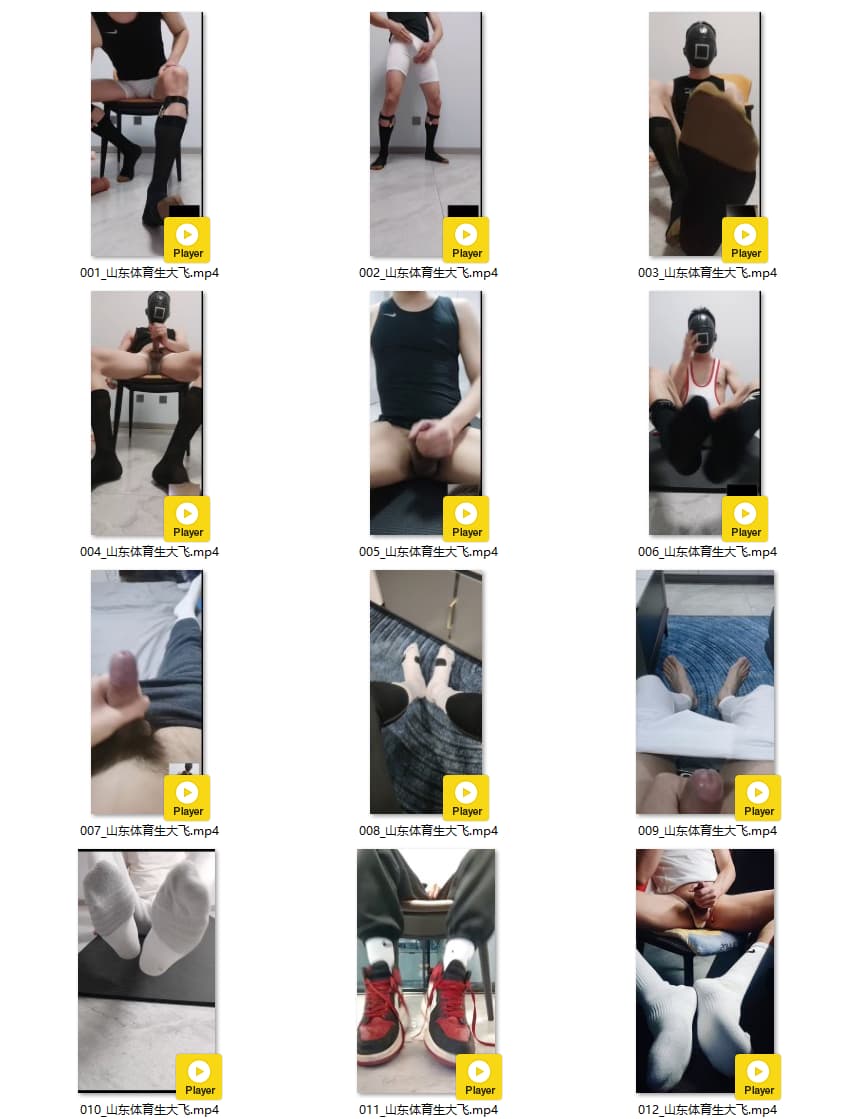 Player
Player
Player
001_山东体育生大飞.mp4
002_山东体育生大飞.mp4
003_山东体育生大飞.mp4
Player
Player
Player
004_山东体育生大飞.mp4
005_山东体育生大飞.mp4
006_山东体育生大飞.mp4
Player
Player
Player
007_山东体育生大飞.mp4
008_山东体育生大飞.mp4
009_山东体育生大飞.mp4
Player
Player
Player
010_山东体育生大飞.mp4
011_山东体育生大飞.mp4
012_山东体育生大飞.mp4